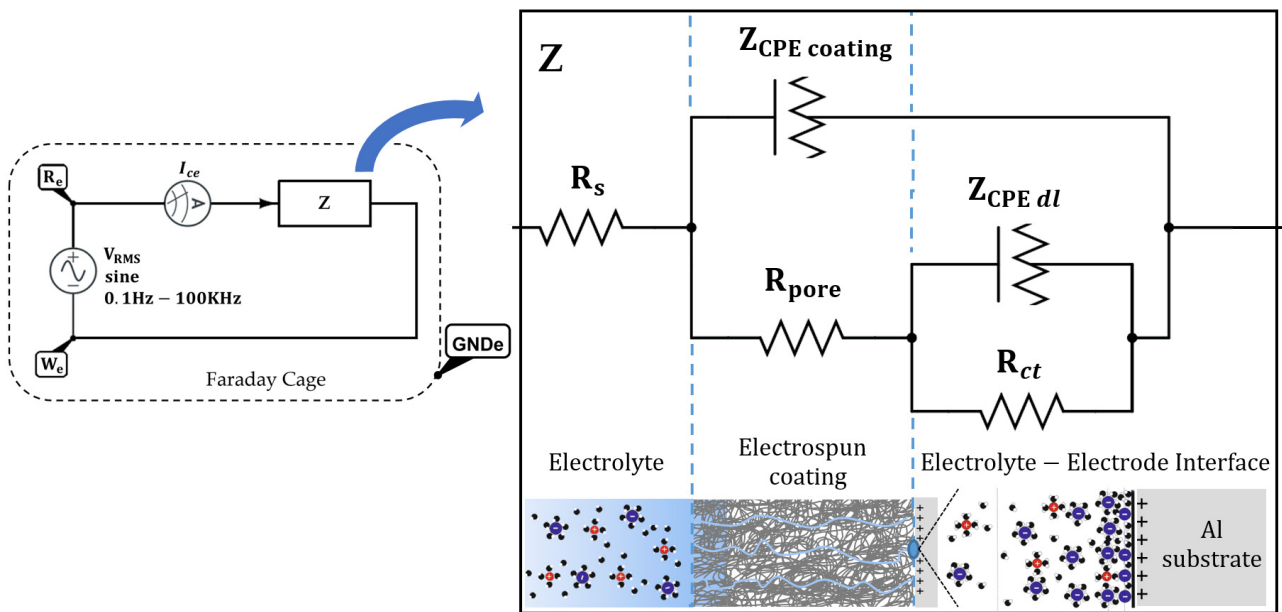 R_e
I_ce
A
Z
V_RMS
sine
0.1Hz − 100KHz
W_e
GNDe
Faraday Cage
Z
Z_CPE coating
R_s
Z_CPE dl
R_pore
R_ct
Electrolyte
Electrospun
coating
Electrolyte − Electrode Interface
Al
substrate